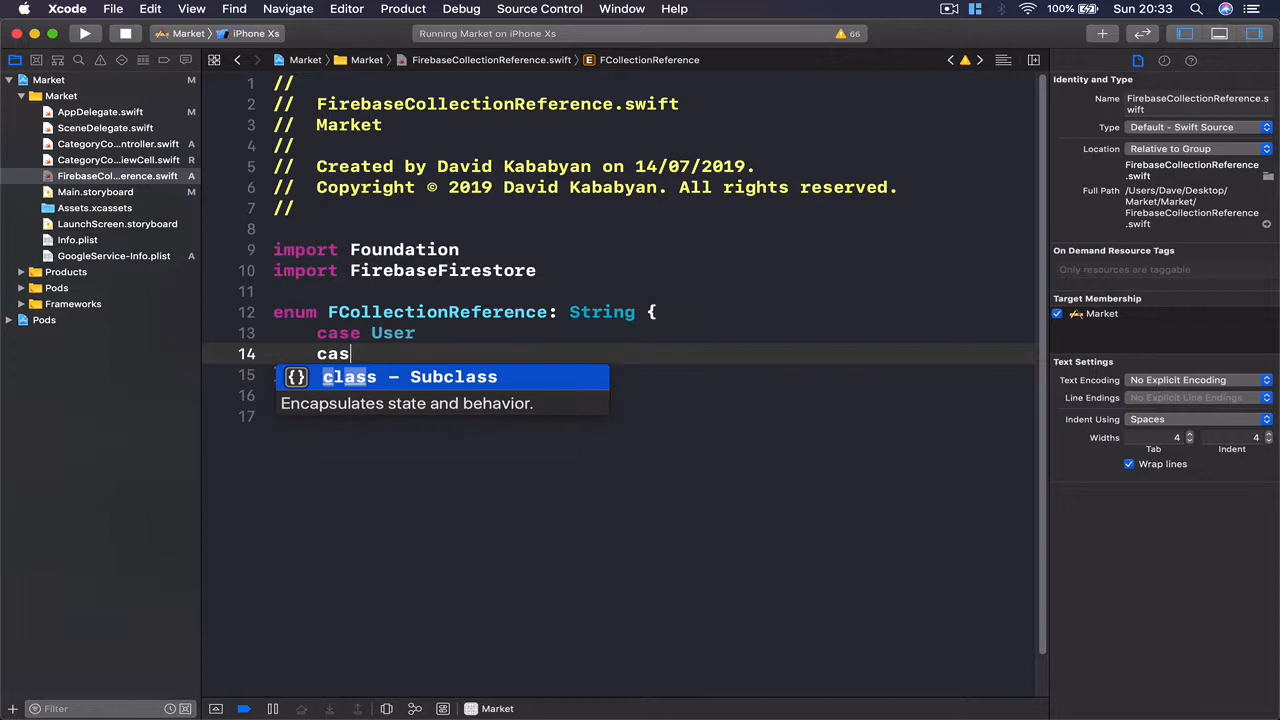 Xcode File Edit View Find Navigate Editor Product Debug Source Control Window Help 100% Sun 20:33
Market iPhone Xs Running Market on iPhone Xs 66
Market Market FirebaseCollectionReference.swift E FCollectionReference
Market M
Market
AppDelegate.swift M
SceneDelegate.swift
CategoryCo...ntroller.swift A
CategoryCo...iewCell.swift A
FirebaseCol...erence.swift A
Main.storyboard M
Assets.xcassets
LaunchScreen.storyboard
Info.plist
GoogleService-Info.plist A
Products
Pods
Frameworks
Pods
Filter
1 //
2 // FirebaseCollectionReference.swift
3 // Market
4 //
5 // Created by David Kababyan on 14/07/2019.
6 // Copyright © 2019 David Kababyan. All rights reserved.
7 //
8
9 import Foundation
10 import FirebaseFirestore
11
12 enum FCollectionReference: String {
13 case User
14 cas
15 {} class – Subclass
16 Encapsulates state and behavior.
17
Market
Identity and Type
Name FirebaseCollectionReference.s
wift
Type Default - Swift Source
Location Relative to Group
FirebaseCollectionReference
.swift
Full Path /Users/Dave/Desktop/
Market/Market/
FirebaseCollectionReference
.swift
On Demand Resource Tags
Only resources are taggable
Target Membership
Market
Text Settings
Text Encoding No Explicit Encoding
Line Endings No Explicit Line Endings
Indent Using Spaces
Widths 4 4
Tab Indent
Wrap lines